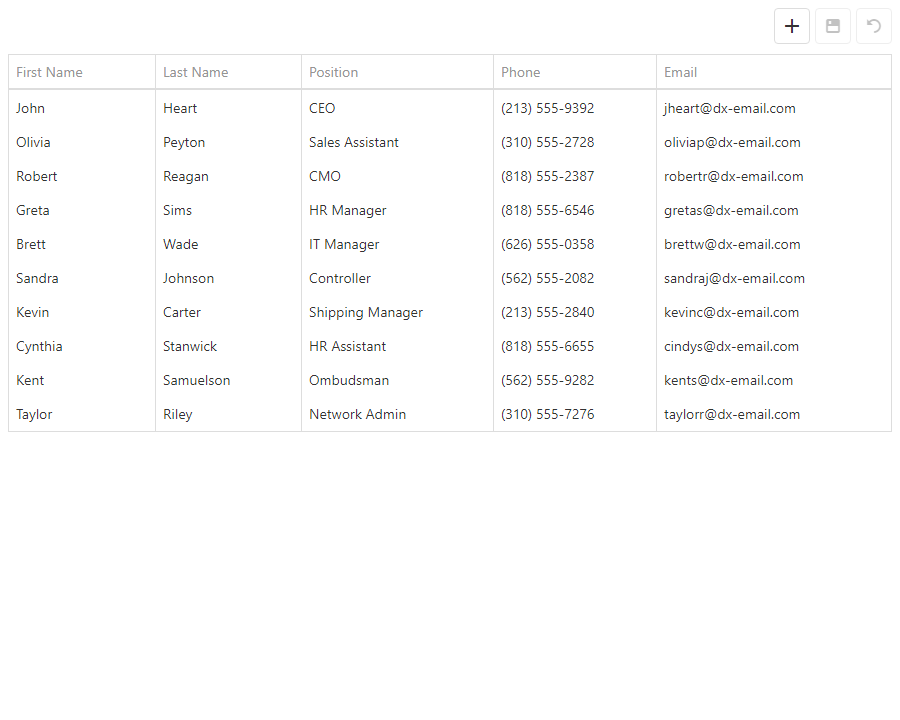 First Name Last Name Position Phone Email
John Heart CEO (213) 555-9392 jheart@dx-email.com
Olivia Peyton Sales Assistant (310) 555-2728 oliviap@dx-email.com
Robert Reagan CMO (818) 555-2387 robertr@dx-email.com
Greta Sims HR Manager (818) 555-6546 gretas@dx-email.com
Brett Wade IT Manager (626) 555-0358 brettw@dx-email.com
Sandra Johnson Controller (562) 555-2082 sandraj@dx-email.com
Kevin Carter Shipping Manager (213) 555-2840 kevinc@dx-email.com
Cynthia Stanwick HR Assistant (818) 555-6655 cindys@dx-email.com
Kent Samuelson Ombudsman (562) 555-9282 kents@dx-email.com
Taylor Riley Network Admin (310) 555-7276 taylorr@dx-email.com